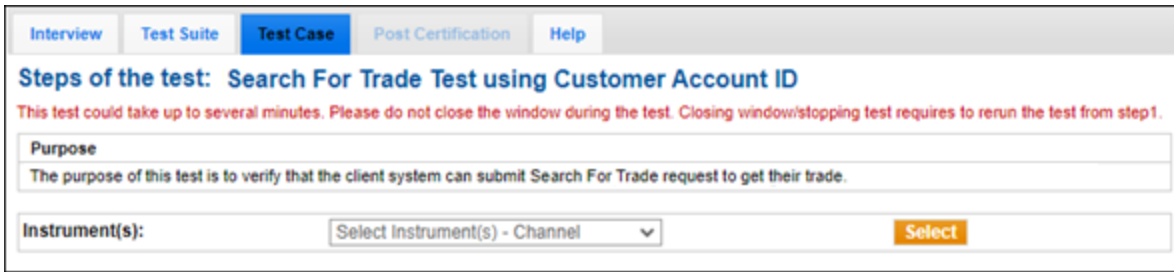 Interview Test Suite Test Case Post Certification Help
Steps of the test: Search For Trade Test using Customer Account ID
This test could take up to several minutes. Please do not close the window during the test. Closing window/stopping test requires to rerun the test from step1.
Purpose
The purpose of this test is to verify that the client system can submit Search For Trade request to get their trade.
Instrument(s): Select Instrument(s) - Channel Select